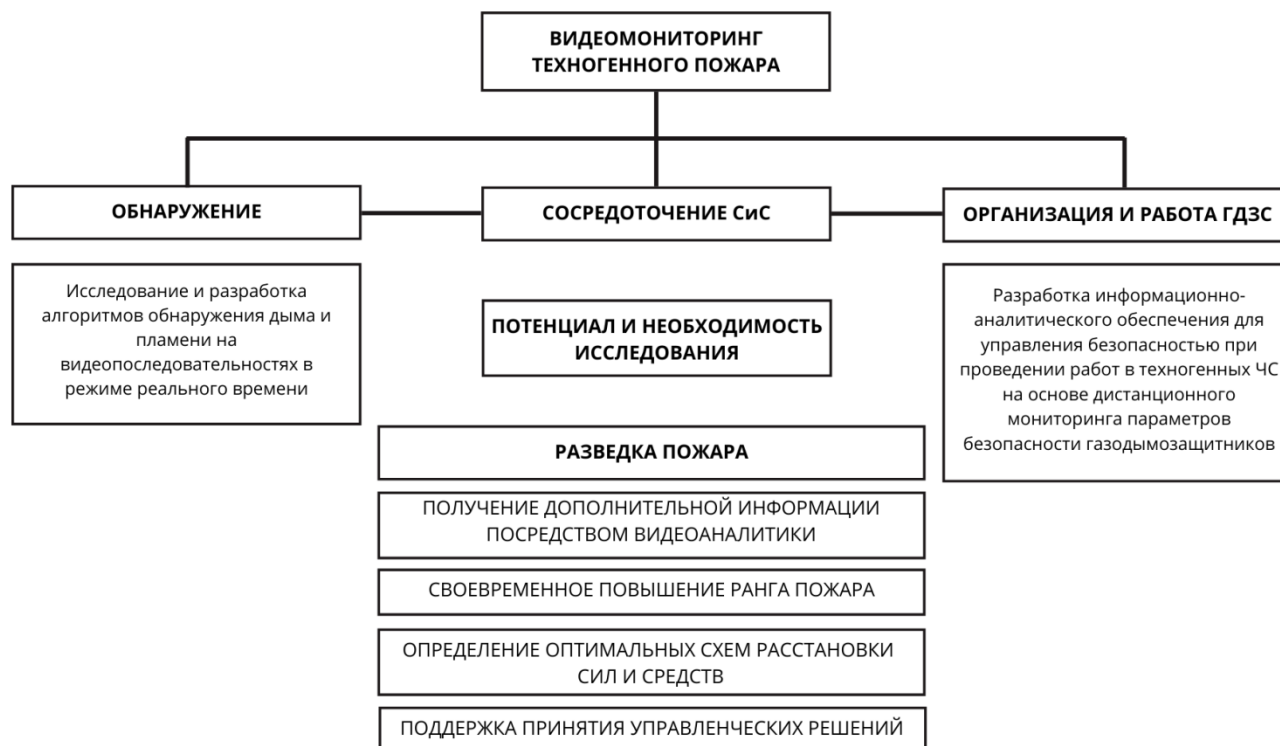 ВИДЕОМОНИТОРИНГ
ТЕХНОГЕННОГО ПОЖАРА
ОБНАРУЖЕНИЕ
СОСРЕДОТОЧЕНИЕ СиС
ОРГАНИЗАЦИЯ И РАБОТА ГДЗС
Исследование и разработка
алгоритмов обнаружения дыма и
пламени на
видеопоследовательностях в
режиме реального времени
ПОТЕНЦИАЛ И НЕОБХОДИМОСТЬ
ИССЛЕДОВАНИЯ
Разработка информационно-
аналитического обеспечения для
управления безопасностью при
проведении работ в техногенных ЧС
на основе дистанционного
мониторинга параметров
безопасности газодымозащитников
РАЗВЕДКА ПОЖАРА
ПОЛУЧЕНИЕ ДОПОЛНИТЕЛЬНОЙ ИНФОРМАЦИИ
ПОСРЕДСТВОМ ВИДЕОАНАЛИТИКИ
СВОЕВРЕМЕННОЕ ПОВЫШЕНИЕ РАНГА ПОЖАРА
ОПРЕДЕЛЕНИЕ ОПТИМАЛЬНЫХ СХЕМ РАССТАНОВКИ
СИЛ И СРЕДСТВ
ПОДДЕРЖКА ПРИНЯТИЯ УПРАВЛЕНЧЕСКИХ РЕШЕНИЙ